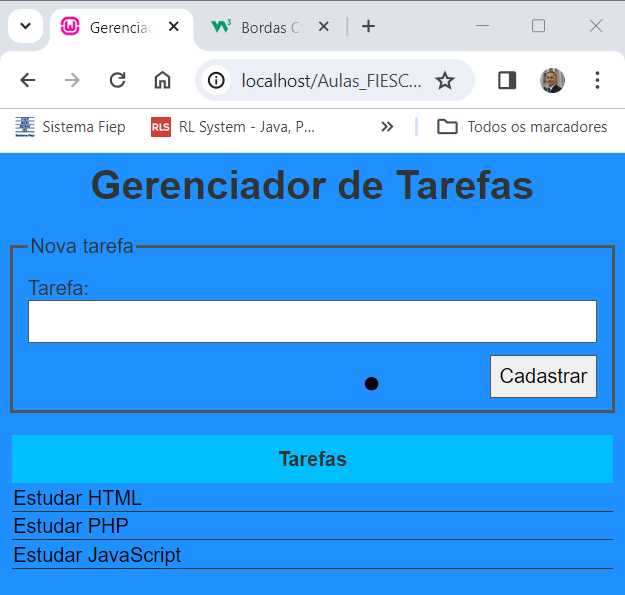 Gerenciad
Bordas C
localhost/Aulas_FIESC...
Sistema Fiep
RLS
RL System - Java, P...
Todos os marcadores
Gerenciador de Tarefas
Nova tarefa
Tarefa:
Cadastrar
Tarefas
Estudar HTML
Estudar PHP
Estudar JavaScript